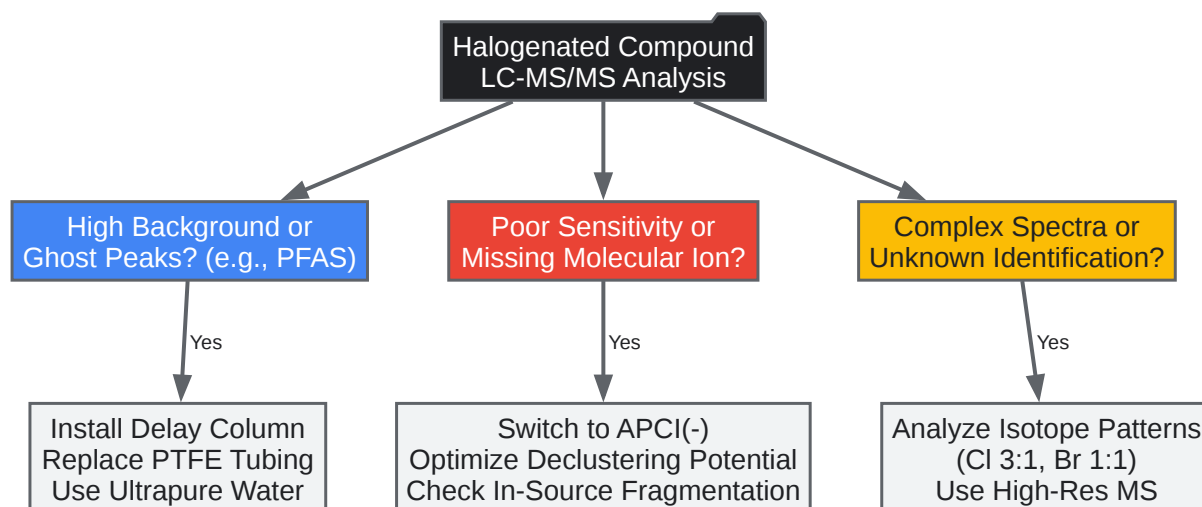 Halogenated Compound
LC-MS/MS Analysis
High Background or
Ghost Peaks? (e.g., PFAS)
Poor Sensitivity or
Missing Molecular Ion?
Complex Spectra or
Unknown Identification?
Yes
Yes
Yes
Install Delay Column
Replace PTFE Tubing
Use Ultrapure Water
Switch to APCI(-)
Optimize Declustering Potential
Check In-Source Fragmentation
Analyze Isotope Patterns
(Cl 3:1, Br 1:1)
Use High-Res MS